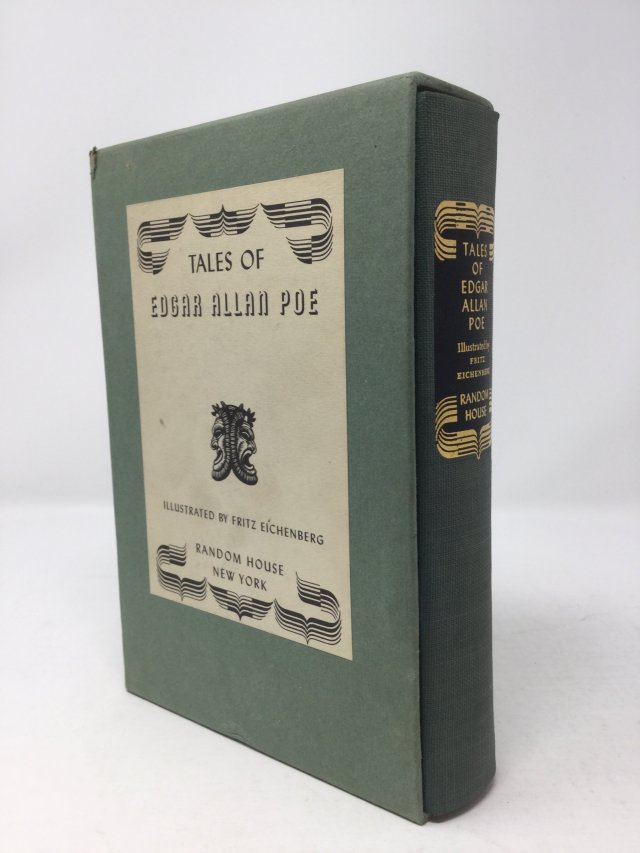 TALES OF
EDGAR ALLAN POE
ILLUSTRATED BY FRITZ EICHENBERG
RANDOM HOUSE
NEW YORK
TALES
OF
EDGAR
ALLAN
POE
Illustrated by
FRITZ
EICHENBERG
RANDOM
HOUSE